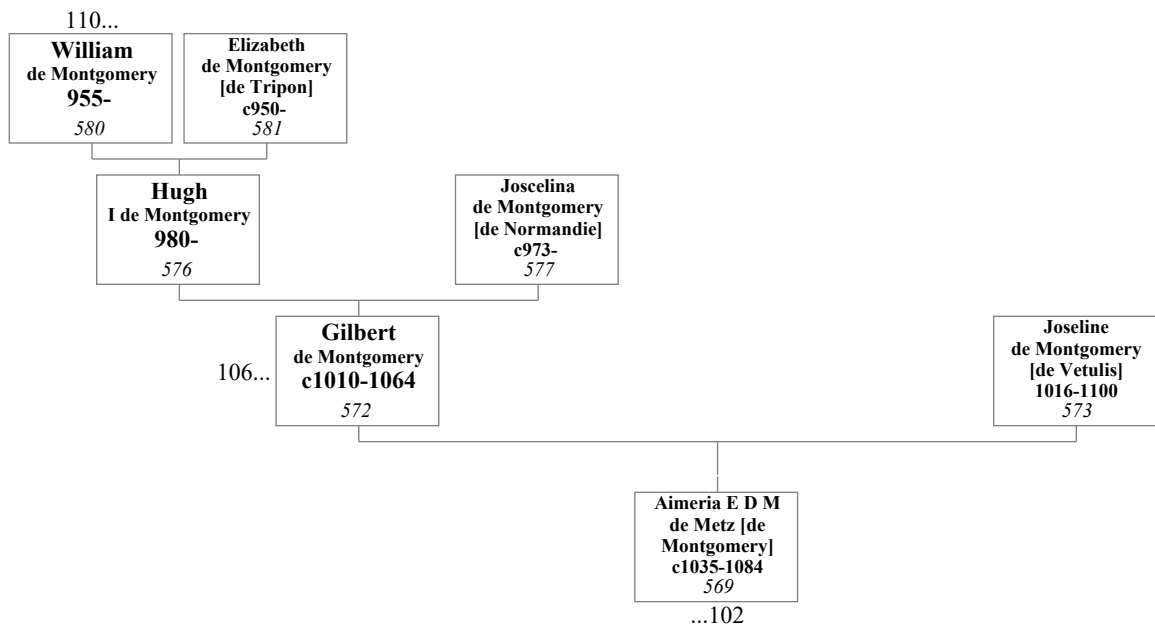 110...
William
de Montgomery
955-
580
Elizabeth
de Montgomery
[de Tripon]
c950-
581
Hugh
I de Montgomery
980-
576
Joscelina
de Montgomery
[de Normandie]
c973-
577
106...
Gilbert
de Montgomery
c1010-1064
572
Joseline
de Montgomery
[de Vetulis]
1016-1100
573
Aimeria E D M
de Metz [de
Montgomery]
c1035-1084
569
...102